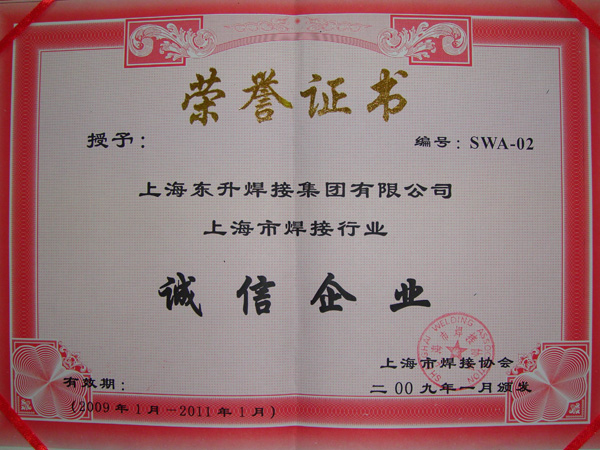 荣誉证书
授予：
编号：SWA-02
上海东升焊接集团有限公司
上海市焊接行业
诚信企业
上海市焊接协会
二00九年一月颁发
有效期：
(2009年1月--2011年1月)